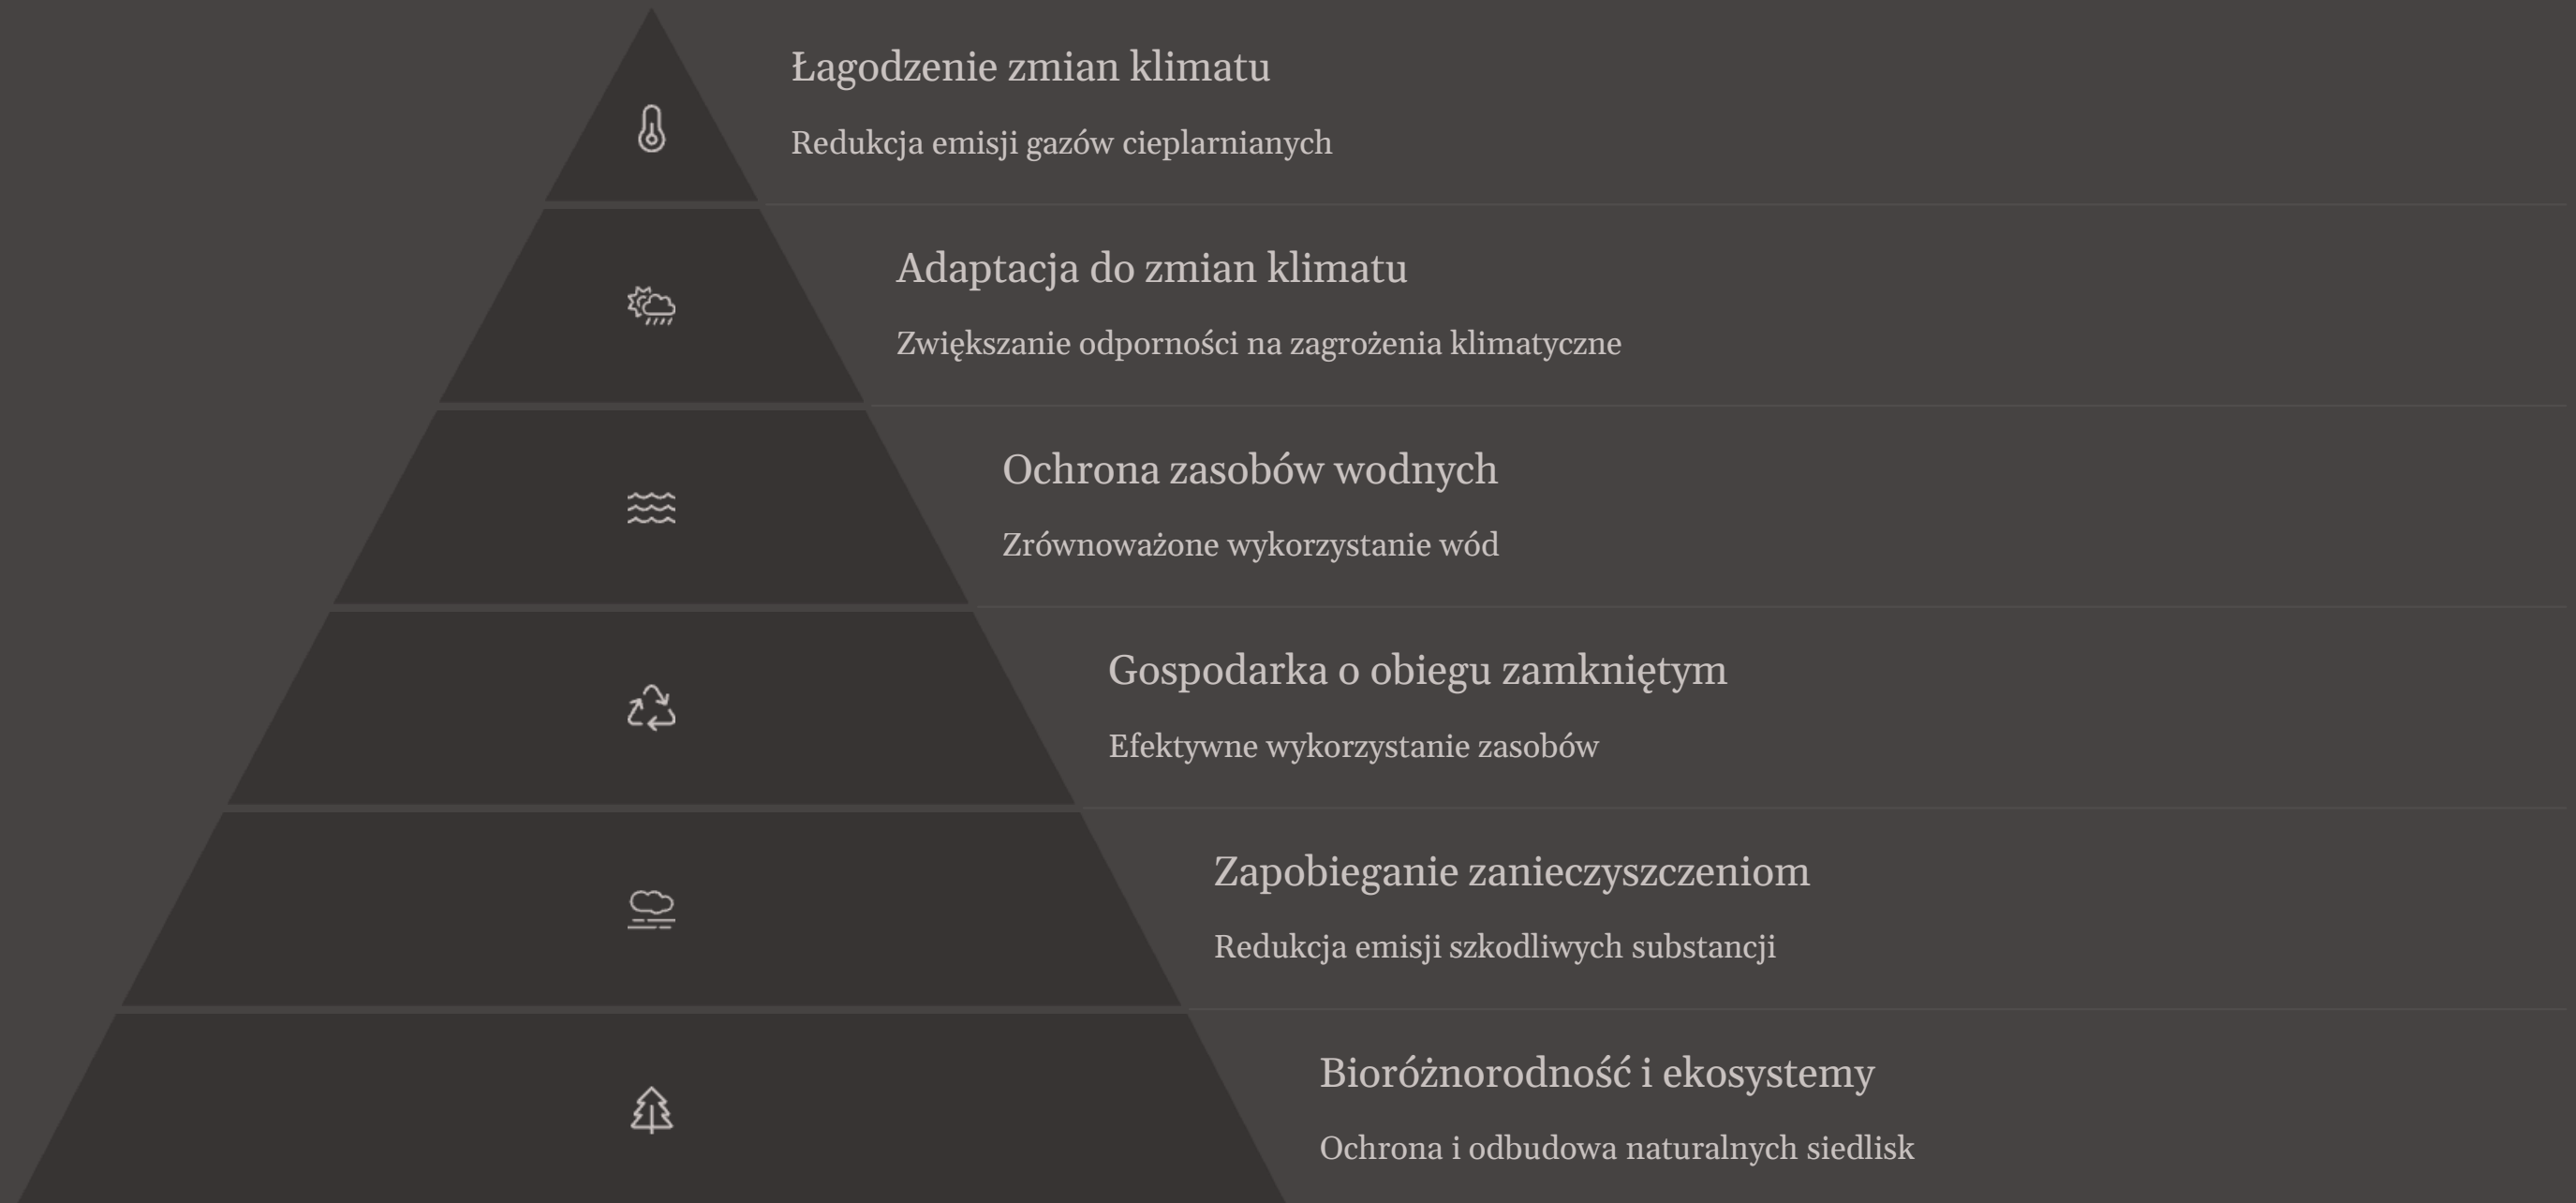 Łagodzenie zmian klimatu
Redukcja emisji gazów cieplarnianych
Adaptacja do zmian klimatu
Zwiększanie odporności na zagrożenia klimatyczne
Ochrona zasobów wodnych
Zrównoważone wykorzystanie wód
Gospodarka o obiegu zamkniętym
Efektywne wykorzystanie zasobów
Zapobieganie zanieczyszczeniom
Redukcja emisji szkodliwych substancji
Bioróżnorodność i ekosystemy
Ochrona i odbudowa naturalnych siedlisk